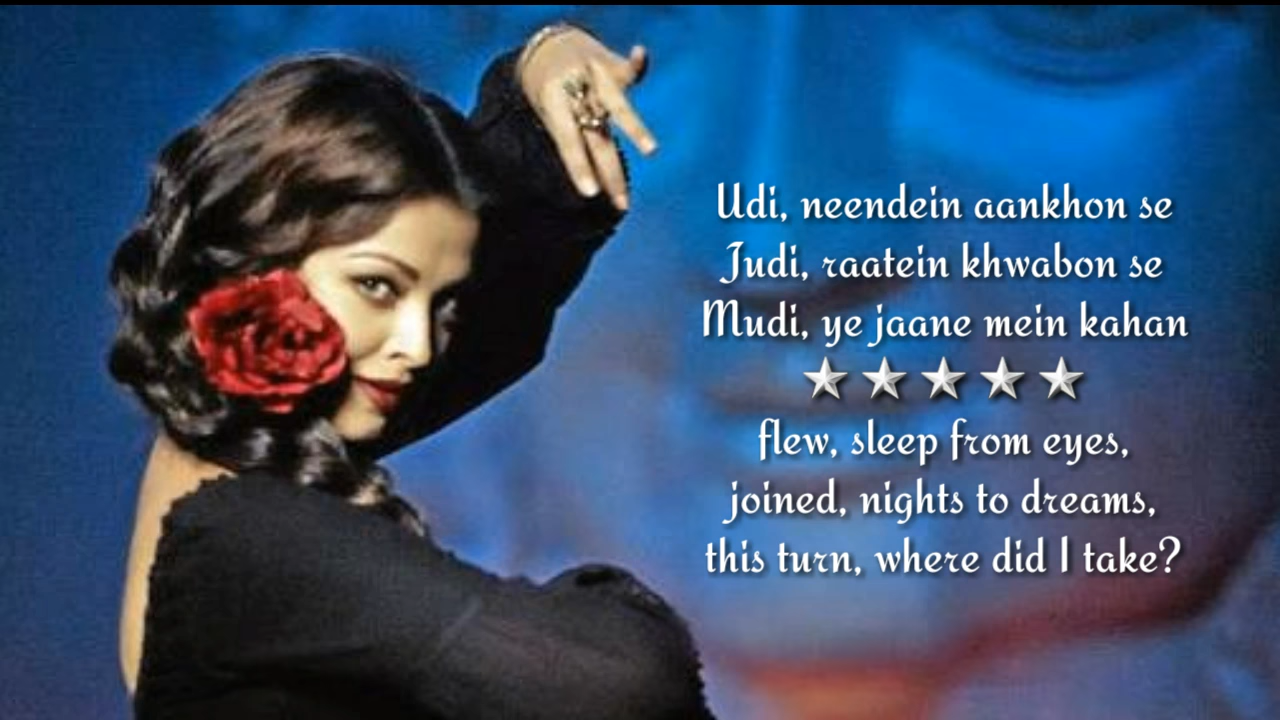 Udi, neendein aankhon se
Judi, raatein khwabon se
Mudi, ye jaane mein kahan
flew, sleep from eyes,
joined, nights to dreams,
this turn, where did I take?